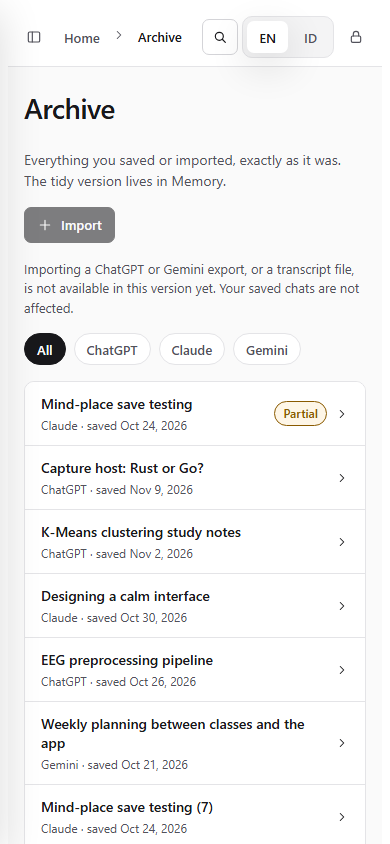 Home > Archive EN ID
Archive
Everything you saved or imported, exactly as it was.
The tidy version lives in Memory.
+ Import
Importing a ChatGPT or Gemini export, or a transcript file,
is not available in this version yet. Your saved chats are not
affected.
All ChatGPT Claude Gemini
Mind-place save testing
Partial
Claude · saved Oct 24, 2026
Capture host: Rust or Go?
ChatGPT · saved Nov 9, 2026
K-Means clustering study notes
ChatGPT · saved Nov 2, 2026
Designing a calm interface
Claude · saved Oct 30, 2026
EEG preprocessing pipeline
ChatGPT · saved Oct 26, 2026
Weekly planning between classes and the
app
Gemini · saved Oct 21, 2026
Mind-place save testing (7)
Claude · saved Oct 24, 2026